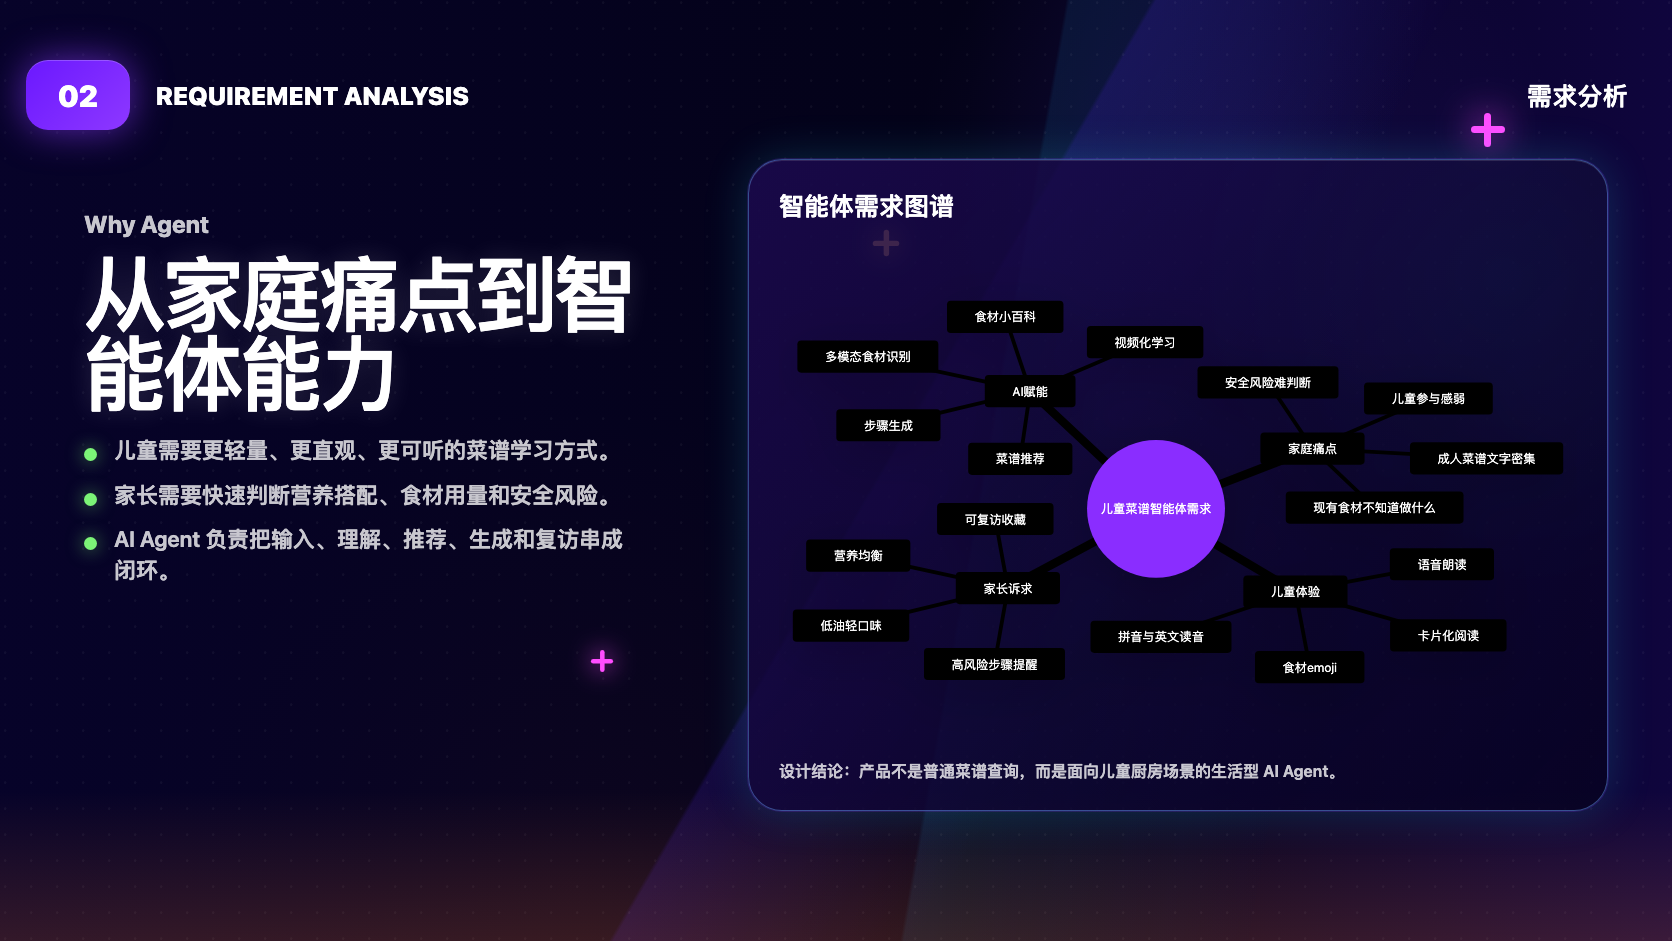 02
REQUIREMENT ANALYSIS
需求分析
Why Agent
从家庭痛点到智
能体能力
儿童需要更轻量、更直观、更可听的菜谱学习方式。
家长需要快速判断营养搭配、食材用量和安全风险。
AI Agent 负责把输入、理解、推荐、生成和复访串成
闭环。
智能体需求图谱
食材小百科
视频化学习
多模态食材识别
AI赋能
步骤生成
菜谱推荐
安全风险难判断
儿童参与感弱
家庭痛点
成人菜谱文字密集
现有食材不知道做什么
儿童菜谱智能体需求
可复访收藏
营养均衡
家长诉求
低油轻口味
高风险步骤提醒
语音朗读
儿童体验
拼音与英文读音
卡片化阅读
食材emoji
设计结论：产品不是普通菜谱查询，而是面向儿童厨房场景的生活型 AI Agent。